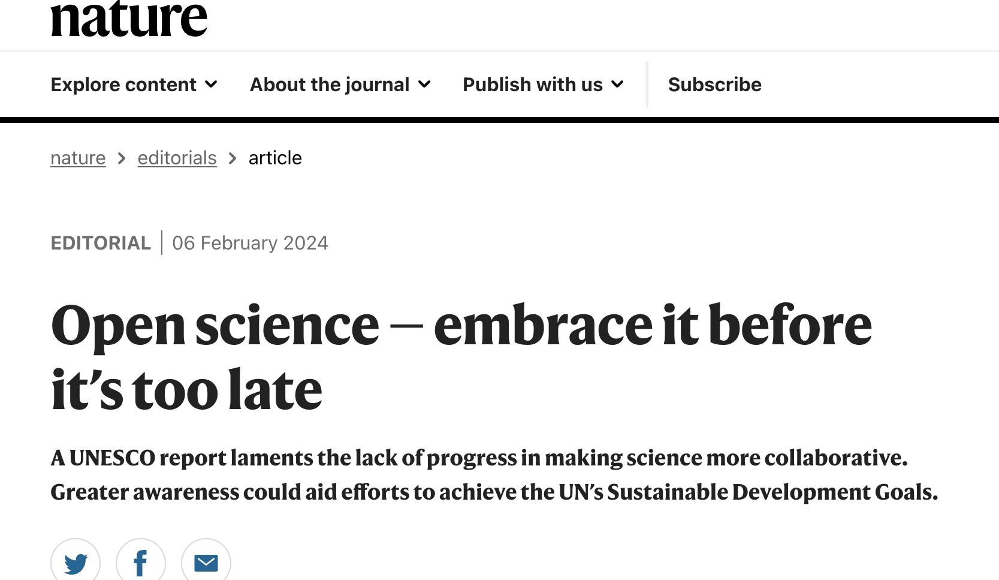 nature
Explore content About the journal Publish with us Subscribe
nature > editorials > article
EDITORIAL | 06 February 2024
Open science — embrace it before
it’s too late
A UNESCO report laments the lack of progress in making science more collaborative.
Greater awareness could aid efforts to achieve the UN’s Sustainable Development Goals.